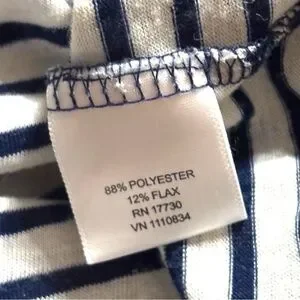 88% POLYESTER
12% FLAX
RN 17730
VN 1110834